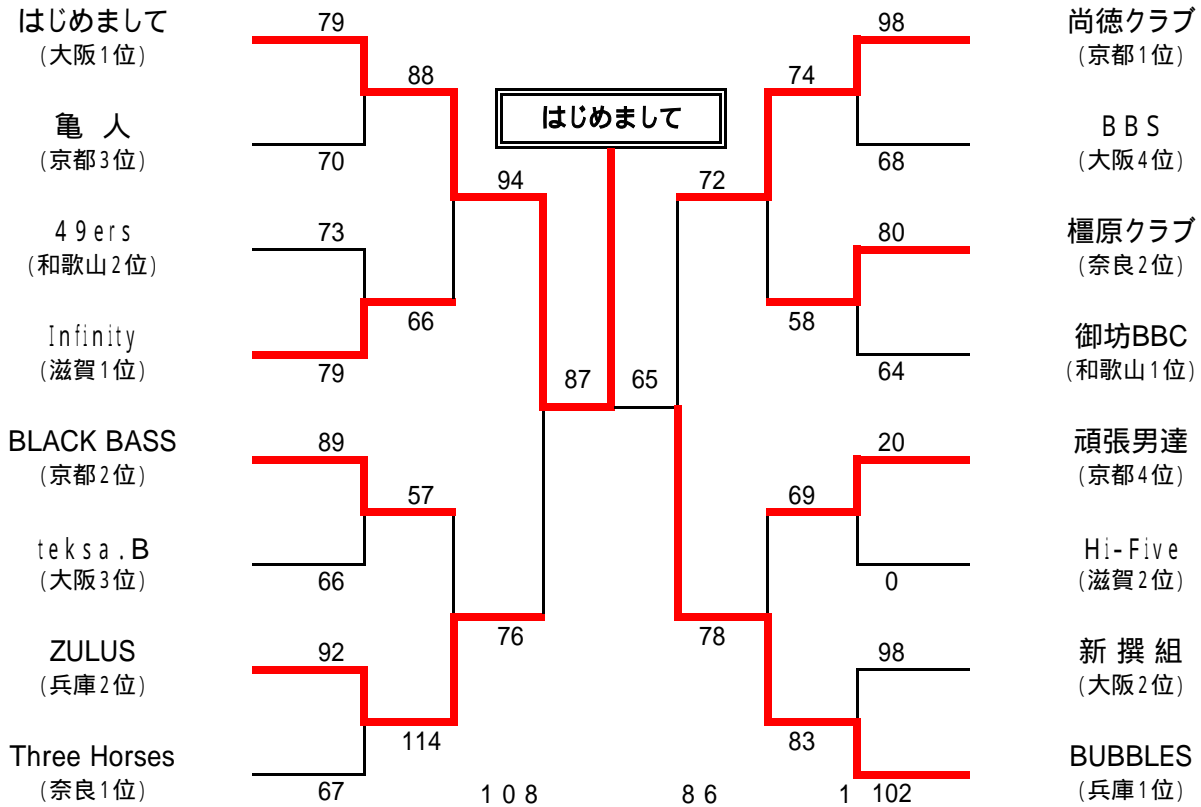 はじめまして
(大阪1位)
79
88
亀 人
(京都3位)
70
94
49ers
(和歌山2位)
73
66
Infinity
(滋賀1位)
79
87
BLACK BASS
(京都2位)
89
57
teksa.B
(大阪3位)
66
76
ZULUS
(兵庫2位)
92
114
Three Horses
(奈良1位)
67
はじめまして
98
尚徳クラブ
(京都1位)
74
BBS
(大阪4位)
68
72
80
橿原クラブ
(奈良2位)
58
御坊BBC
(和歌山1位)
64
65
20
頑張男達
(京都4位)
69
Hi-Five
(滋賀2位)
0
78
98
新 撰 組
(大阪2位)
83
BUBBLES
(兵庫1位)
102
108
86
1